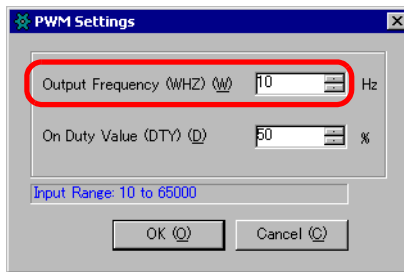 PWM Settings
Output Frequency (WHZ) (W) 10 Hz
On Duty Value (DTY) (D) 50 %
Input Range: 10 to 65000
OK (O) Cancel (C)